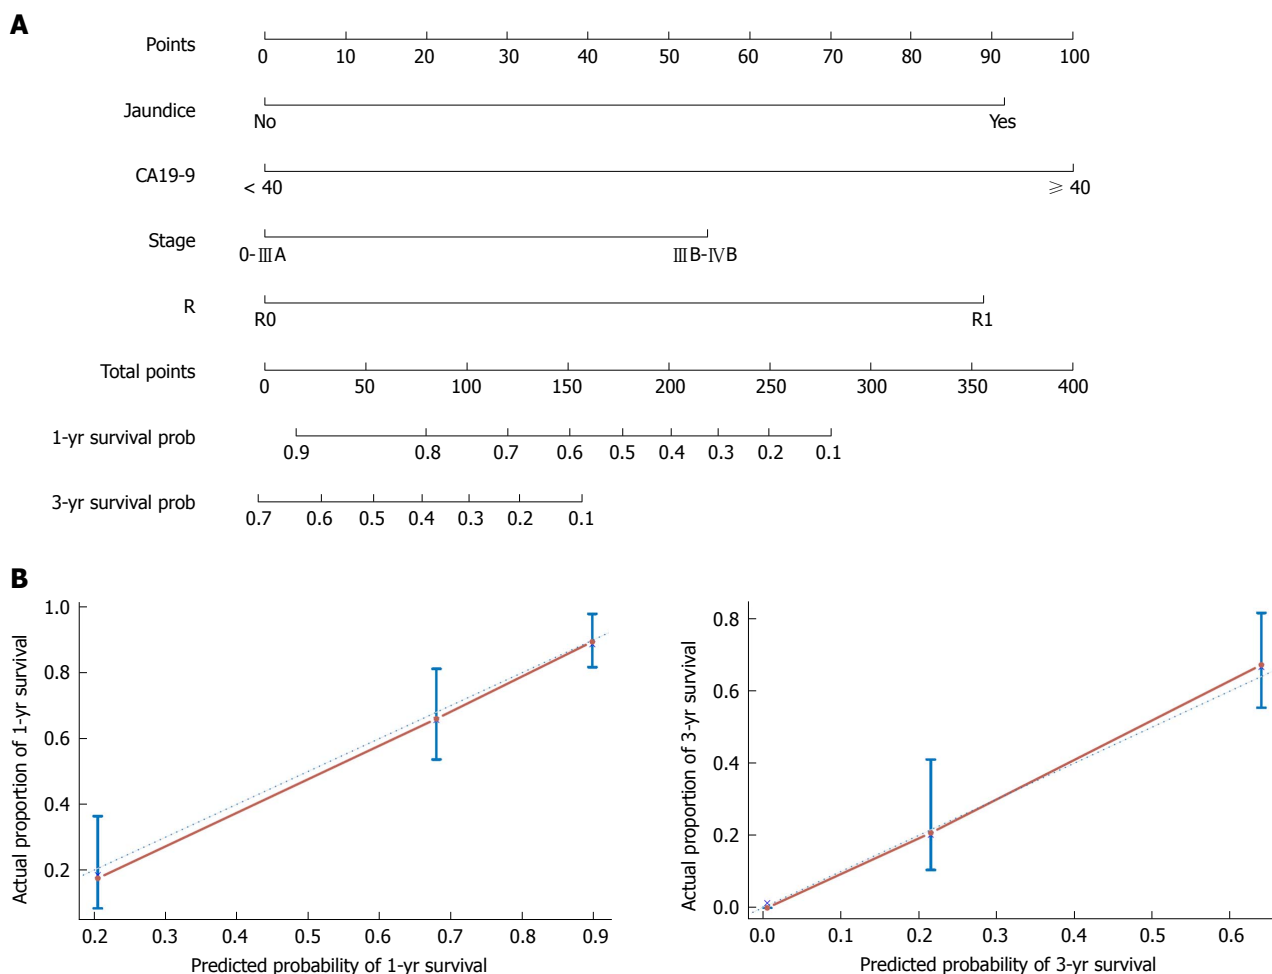 A
Points
0 10 20 30 40 50 60 70 80 90 100
Jaundice
No Yes
CA19-9
< 40 ⩾ 40
Stage
0-ⅢA ⅢB-ⅣB
R
R0 R1
Total points
0 50 100 150 200 250 300 350 400
1-yr survival prob
0.9 0.8 0.7 0.6 0.5 0.4 0.3 0.2 0.1
3-yr survival prob
0.7 0.6 0.5 0.4 0.3 0.2 0.1
B
Actual proportion of 1-yr survival
1.0
0.8
0.6
0.4
0.2
0.2 0.3 0.4 0.5 0.6 0.7 0.8 0.9
Predicted probability of 1-yr survival
Actual proportion of 3-yr survival
0.8
0.6
0.4
0.2
0.0
0.0 0.1 0.2 0.3 0.4 0.5 0.6
Predicted probability of 3-yr survival